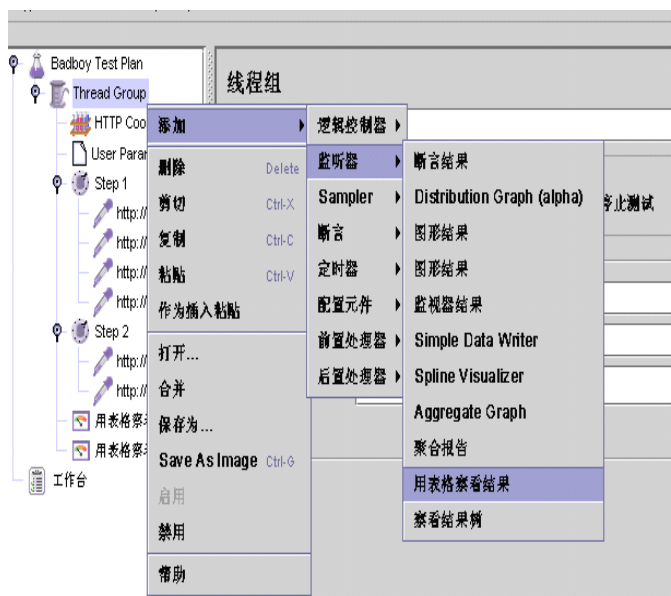 Badboy Test Plan
Thread Group
HTTP Coo
User Parar
Step 1
http://
http://
http://
http://
Step 2
http://
http://
用表格察
用表格察
工作台
线程组
停止测试
添加
删除 Delete
剪切 Ctrl-X
复制 Ctrl-C
粘贴 Ctrl-V
作为插入粘贴
打开...
合并
保存为...
Save As Image Ctrl-G
启用
禁用
帮助
逻辑控制器
监听器
Sampler
断言
定时器
配置元件
前置处理器
后置处理器
断言结果
Distribution Graph (alpha)
图形结果
图形结果
监视器结果
Simple Data Writer
Spline Visualizer
Aggregate Graph
聚合报告
用表格察看结果
察看结果树